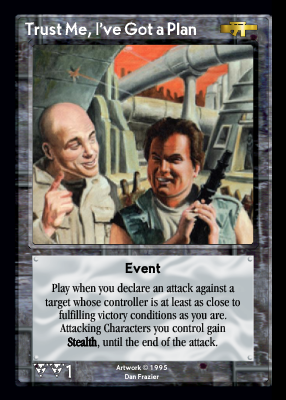 Trust Me, I've Got a Plan
Event
Play when you declare an attack against a
target whose controller is at least as close to
fulfilling victory conditions as you are.
Attacking Characters you control gain
Stealth, until the end of the attack.
1
Artwork © 1995
Dan Frazier